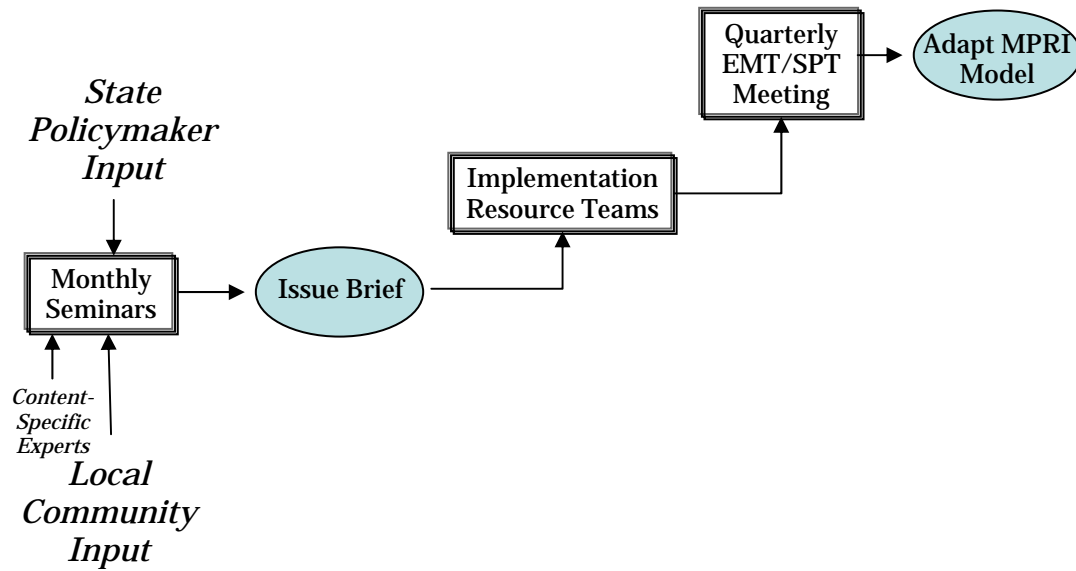 State
Policymaker
Input
Monthly
Seminars
Content-
Specific
Experts
Local
Community
Input
Issue Brief
Implementation
Resource Teams
Quarterly
EMT/SPT
Meeting
Adapt MPRI
Model